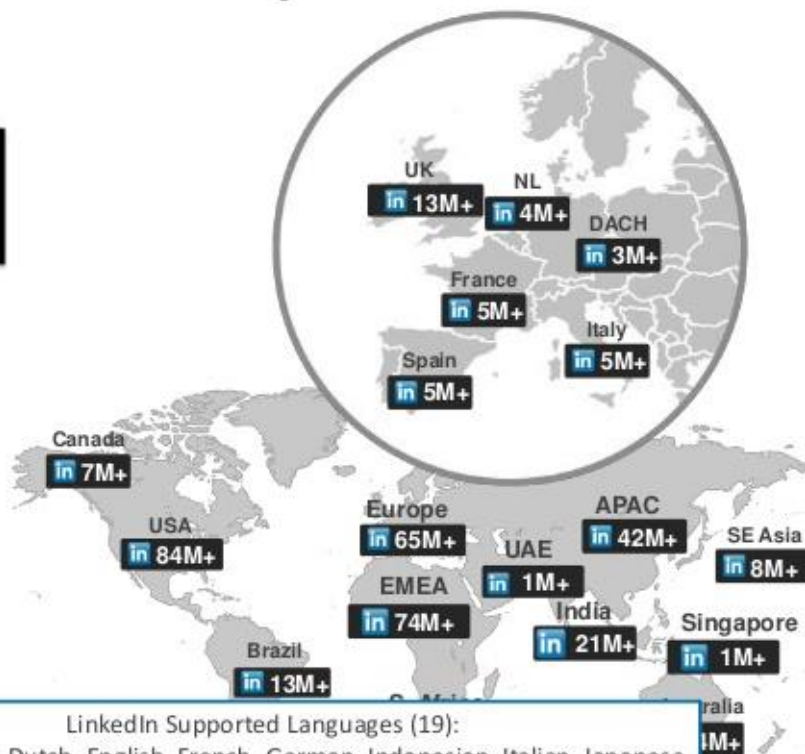 UK
in 13M+
NL
in 4M+
DACH
in 3M+
France
in 5M+
Italy
in 5M+
Spain
in 5M+
Canada
in 7M+
USA
in 84M+
Europe
in 65M+
APAC
in 42M+
SE Asia
in 8M+
UAE
in 1M+
EMEA
in 74M+
India
in 21M+
Singapore
in 1M+
Brazil
in 13M+
LinkedIn Supported Languages (19):
Dutch, English, French, German, Indonesian, Italian, Japanese